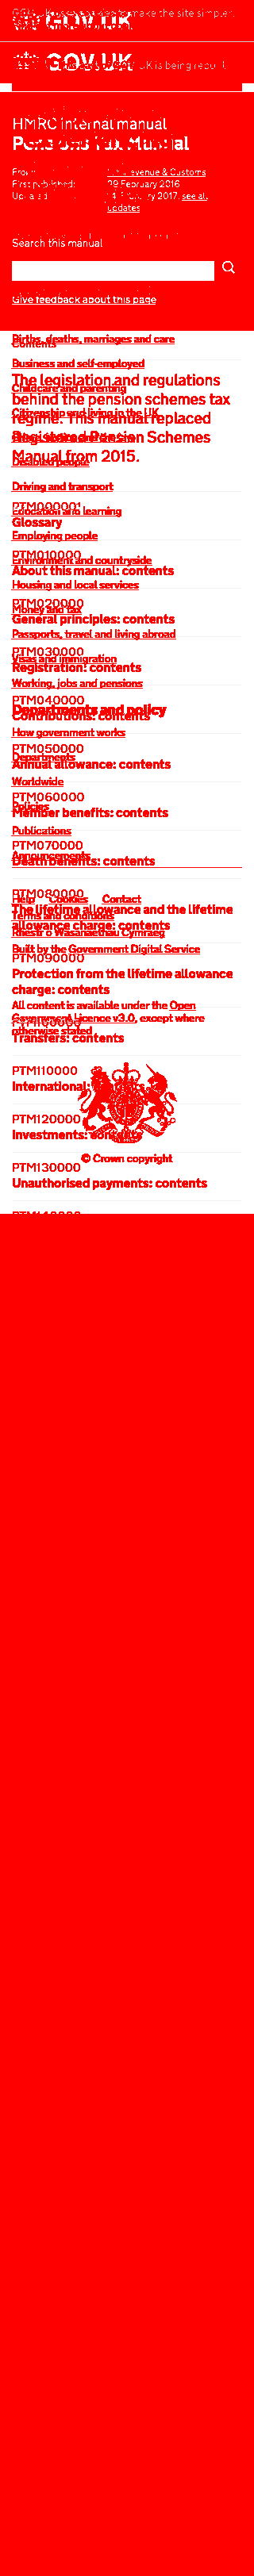 GOV.UK uses cookies to make the site simpler.
GOV.UK
GOV.UK is being rebuilt
HMRC internal manual
Pensions Tax Manual
From:
HM Revenue & Customs
First published:
29 February 2016
Updated:
2017, see all
updates
Search this manual
Give feedback about this page
Births, deaths, marriages and care
Contents
Business and self-employed
The legislation and regulations
Childcare and parenting
behind the pension schemes tax
Citizenship and living in the UK
regime. This manual replaced
Registered Pension Schemes
Manual from 2015.
Disabled people
Driving and transport
PTM000001
Education and learning
Glossary
Employing people
PTM010000
Environment and countryside
About this manual: contents
Housing and local services
PTM020000
Money and tax
General principles: contents
Passports, travel and living abroad
PTM030000
Visas and immigration
Registration: contents
Working, jobs and pensions
PTM040000
Departments and policy
Contributions: contents
How government works
PTM050000
Departments
Annual allowance: contents
Worldwide
PTM060000
Policies
Member benefits: contents
Publications
PTM070000
Announcements
Death benefits: contents
PTM080000
Help Cookies Contact
The lifetime allowance and the lifetime
Terms and conditions
allowance charge: contents
Rhestr o Wasanaethau Cymraeg
Built by the Government Digital Service
PTM090000
Protection from the lifetime allowance
charge: contents
All content is available under the Open
Government Licence v3.0, except where
PTM100000
otherwise stated
Transfers: contents
PTM110000
International: contents
PTM120000
Investments: contents
© Crown copyright
PTM130000
Unauthorised payments: contents
PTM140000